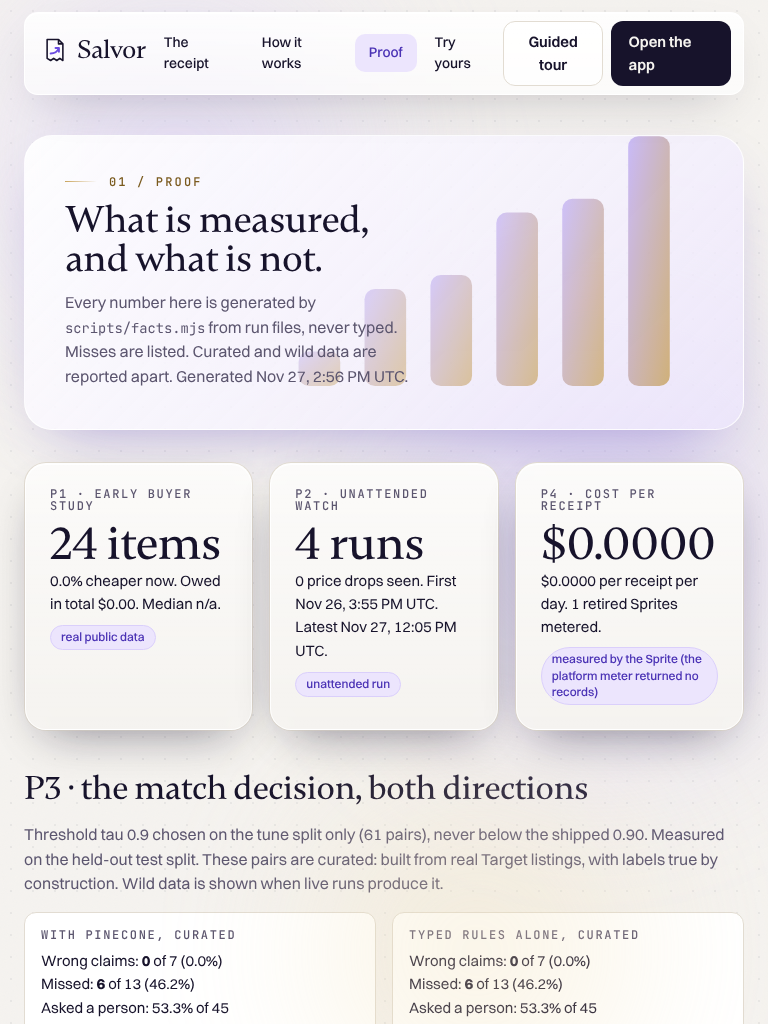 Salvor
The receipt
How it works
Proof
Try yours
Guided tour
Open the app
01 / PROOF
What is measured,
and what is not.
Every number here is generated by
scripts/facts.mjs from run files, never typed.
Misses are listed. Curated and wild data are
reported apart. Generated Nov 27, 2:56 PM UTC.
P1 · EARLY BUYER
STUDY
24 items
0.0% cheaper now. Owed
in total $0.00. Median n/a.
real public data
P2 · UNATTENDED
WATCH
4 runs
0 price drops seen. First
Nov 26, 3:55 PM UTC.
Latest Nov 27, 12:05 PM
UTC.
unattended run
P4 · COST PER
RECEIPT
$0.0000
$0.0000 per receipt per
day. 1 retired Sprites
metered.
measured by the Sprite (the
platform meter returned no
records)
P3 · the match decision, both directions
Threshold tau 0.9 chosen on the tune split only (61 pairs), never below the shipped 0.90. Measured
on the held-out test split. These pairs are curated: built from real Target listings, with labels true by
construction. Wild data is shown when live runs produce it.
WITH PINECONE, CURATED
Wrong claims: 0 of 7 (0.0%)
Missed: 6 of 13 (46.2%)
Asked a person: 53.3% of 45
TYPED RULES ALONE, CURATED
Wrong claims: 0 of 7 (0.0%)
Missed: 6 of 13 (46.2%)
Asked a person: 53.3% of 45